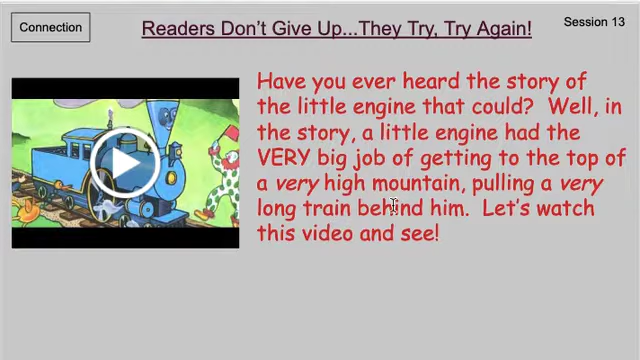 Connection
Readers Don't Give Up...They Try, Try Again!
Session 13
Have you ever heard the story of
the little engine that could?  Well, in
the story, a little engine had the
VERY big job of getting to the top of
a very high mountain, pulling a very
long train behind him.  Let's watch
this video and see!